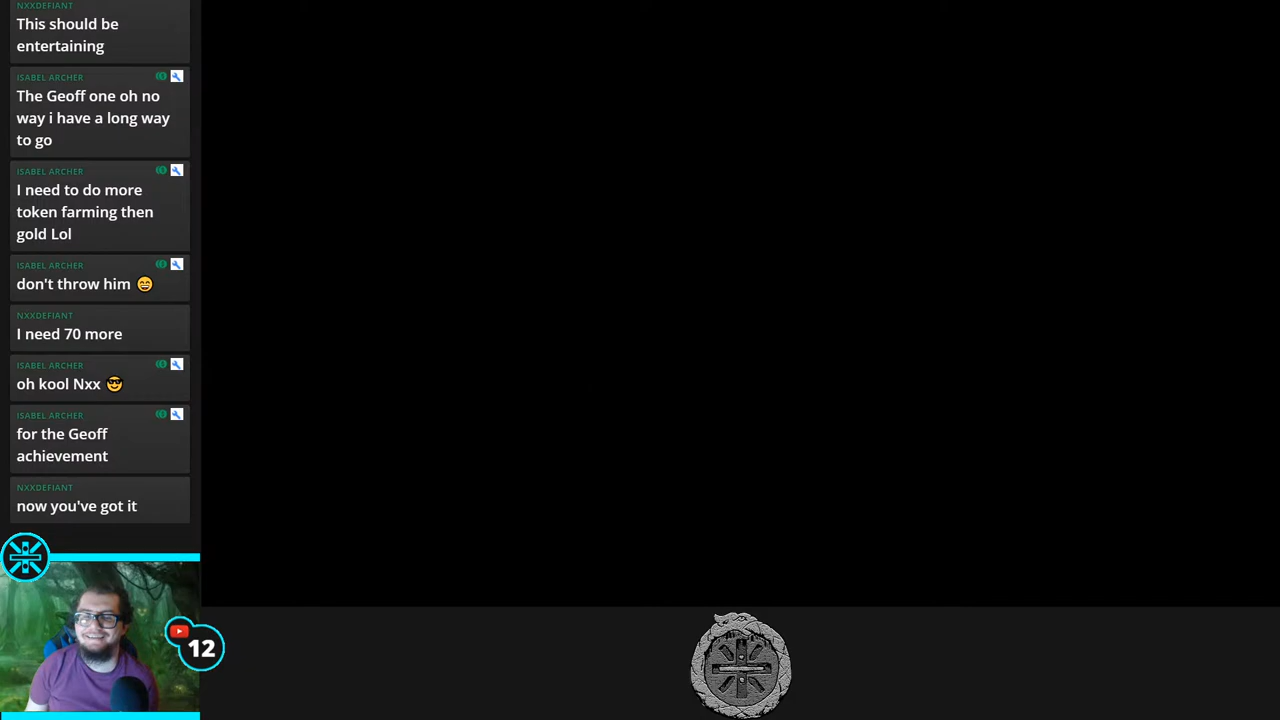 NXXDEFIANT
This should be
entertaining
ISABEL ARCHER
The Geoff one oh no
way i have a long way
to go
ISABEL ARCHER
I need to do more
token farming then
gold Lol
ISABEL ARCHER
don't throw him 😄
NXXDEFIANT
I need 70 more
ISABEL ARCHER
oh kool Nxx 😎
ISABEL ARCHER
for the Geoff
achievement
NXXDEFIANT
now you've got it
12